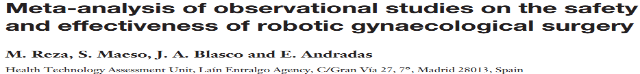 Meta-analysis of observational studies on the safety
and effectiveness of robotic gynaecological surgery
M. Reza, S. Maeso, J. A. Blasco and E. Andradas
Health Technology Assessment Unit, Laín Entralgo Agency, C/Gran Vía 27, 7°, Madrid 28013, Spain